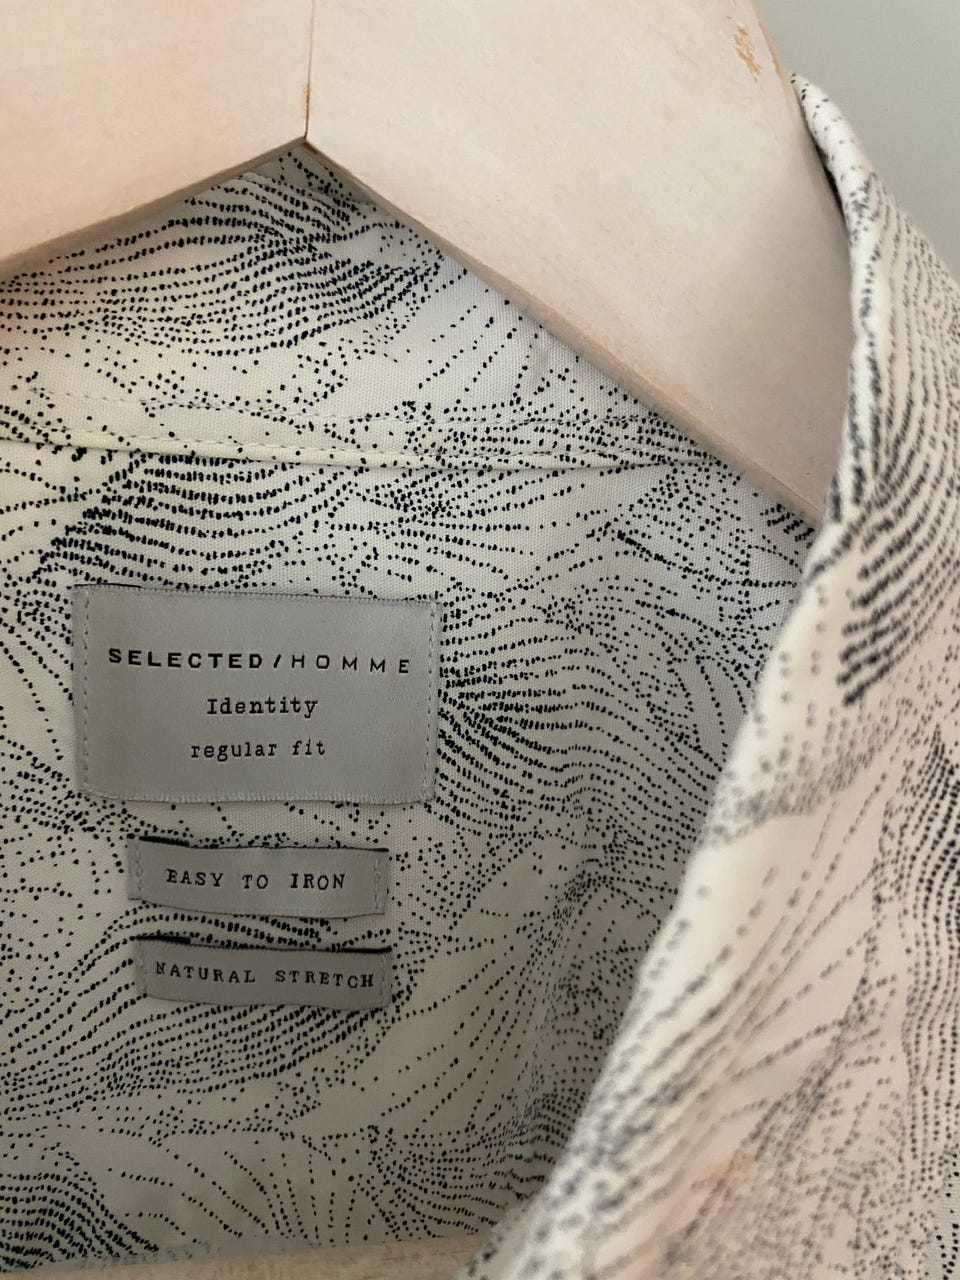 SELECTED/HOMME
Identity
regular fit
EASY TO IRON
NATURAL STRETCH